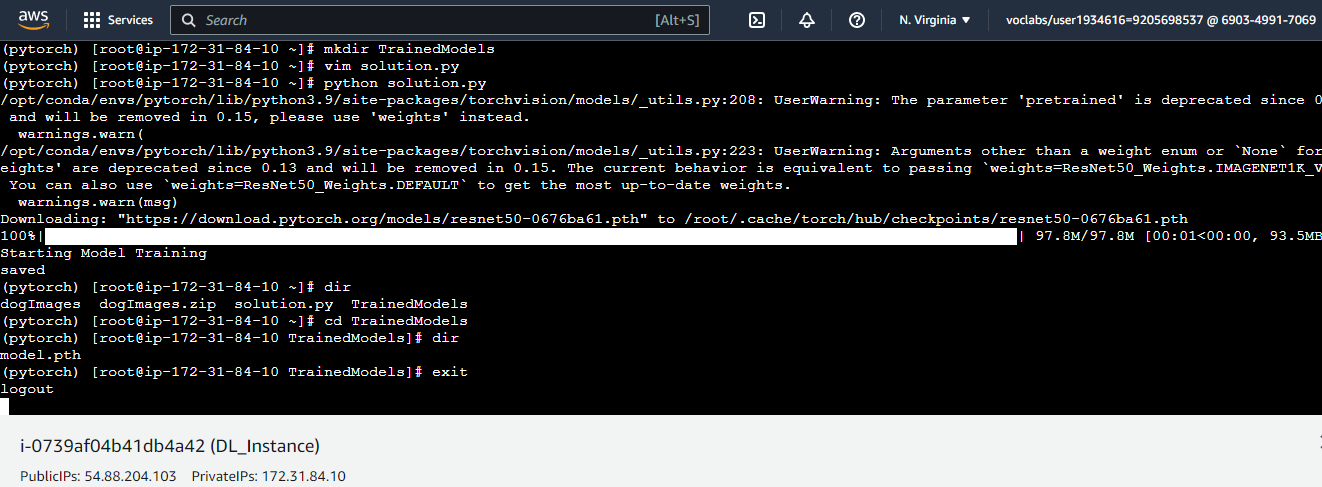 aws Services Search [Alt+S] N. Virginia voclabs/user1934616=9205698537 @ 6903-4991-7069
(pytorch) [root@ip-172-31-84-10 ~]# mkdir TrainedModels
(pytorch) [root@ip-172-31-84-10 ~]# vim solution.py
(pytorch) [root@ip-172-31-84-10 ~]# python solution.py
/opt/conda/envs/pytorch/lib/python3.9/site-packages/torchvision/models/_utils.py:208: UserWarning: The parameter 'pretrained' is deprecated since 0
and will be removed in 0.15, please use 'weights' instead.
warnings.warn(
/opt/conda/envs/pytorch/lib/python3.9/site-packages/torchvision/models/_utils.py:223: UserWarning: Arguments other than a weight enum or `None` for
eights' are deprecated since 0.13 and will be removed in 0.15. The current behavior is equivalent to passing `weights=ResNet50_Weights.IMAGENET1K_V
You can also use `weights=ResNet50_Weights.DEFAULT` to get the most up-to-date weights.
warnings.warn(msg)
Downloading: "https://download.pytorch.org/models/resnet50-0676ba61.pth" to /root/.cache/torch/hub/checkpoints/resnet50-0676ba61.pth
100%| | 97.8M/97.8M [00:01<00:00, 93.5MB
Starting Model Training
saved
(pytorch) [root@ip-172-31-84-10 ~]# dir
dogImages dogImages.zip solution.py TrainedModels
(pytorch) [root@ip-172-31-84-10 ~]# cd TrainedModels
(pytorch) [root@ip-172-31-84-10 TrainedModels]# dir
model.pth
(pytorch) [root@ip-172-31-84-10 TrainedModels]# exit
logout
i-0739af04b41db4a42 (DL_Instance)
PublicIPs: 54.88.204.103 PrivateIPs: 172.31.84.10